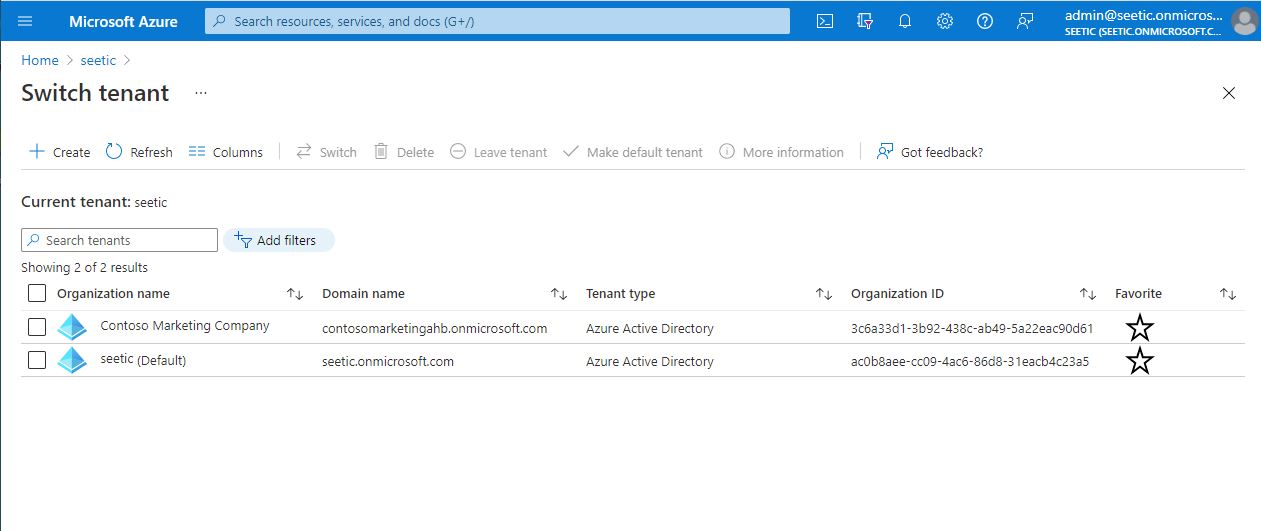 Microsoft Azure
Search resources, services, and docs (G+/)
admin@seetic.onmicros...
SEETIC (SEETIC.ONMICROSOFT.C...
Home > seetic >
Switch tenant ...
Create Refresh Columns Switch Delete Leave tenant Make default tenant More information Got feedback?
Current tenant: seetic
Search tenants Add filters
Showing 2 of 2 results
Organization name Domain name Tenant type Organization ID Favorite
Contoso Marketing Company contosomarketingahb.onmicrosoft.com Azure Active Directory 3c6a33d1-3b92-438c-ab49-5a22eac90d61
seetic (Default) seetic.onmicrosoft.com Azure Active Directory ac0b8aee-cc09-4ac6-86d8-31eacb4c23a5